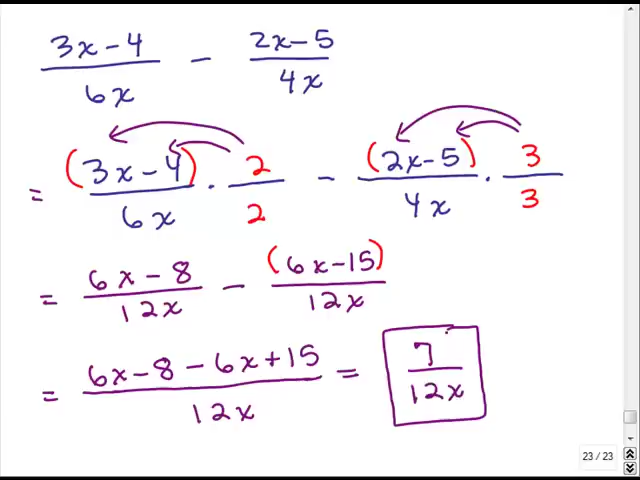 (3x-4)/(6x) - (2x-5)/(4x)
= (3x-4)/(6x) · 2/2 - (2x-5)/(4x) · 3/3
= (6x-8)/(12x) - (6x-15)/(12x)
= (6x-8-6x+15)/(12x) = 7/(12x)
23 / 23